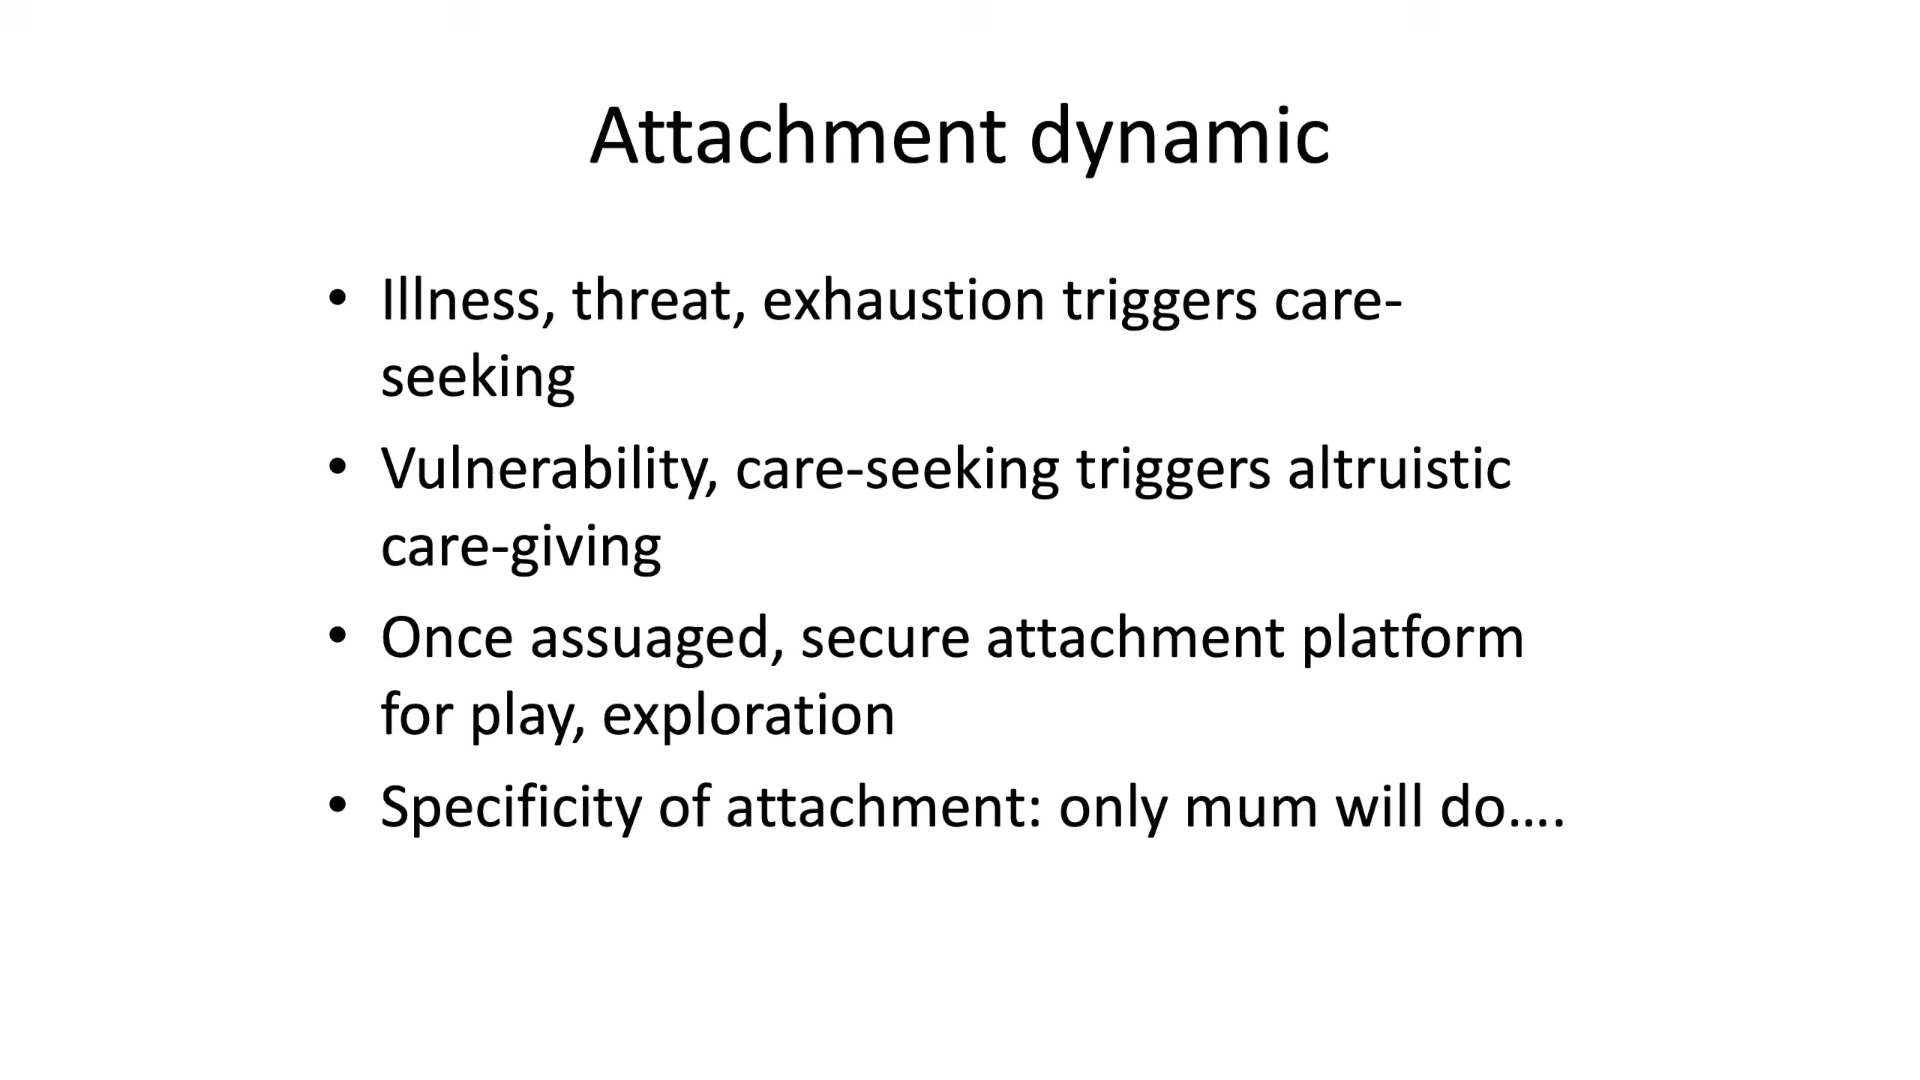 Attachment dynamic
• Illness, threat, exhaustion triggers care-
seeking
• Vulnerability, care-seeking triggers altruistic
care-giving
• Once assuaged, secure attachment platform
for play, exploration
• Specificity of attachment: only mum will do….